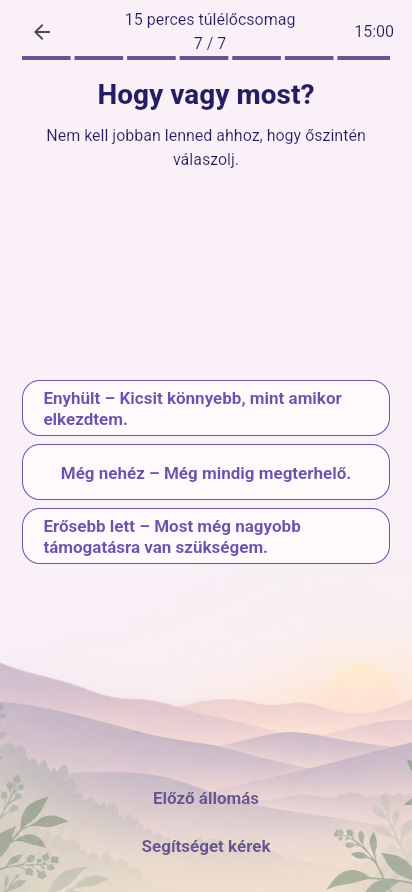 15 perces túlélőcsomag
7 / 7
15:00
Hogy vagy most?
Nem kell jobban lenned ahhoz, hogy őszintén
válaszolj.
Enyhült – Kicsit könnyebb, mint amikor
elkezdtem.
Még nehéz – Még mindig megterhelő.
Erősebb lett – Most még nagyobb
támogatásra van szükségem.
Előző állomás
Segítséget kérek